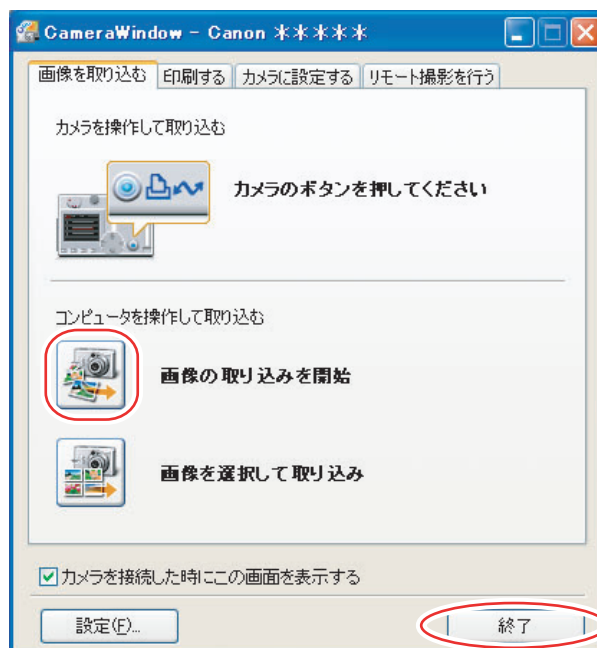 CameraWindow - Canon *****
画像を取り込む 印刷する カメラに設定する リモート撮影を行う
カメラを操作して取り込む
カメラのボタンを押してください
コンピュータを操作して取り込む
画像の取り込みを開始
画像を選択して取り込み
カメラを接続した時にこの画面を表示する
設定(F)... 終了